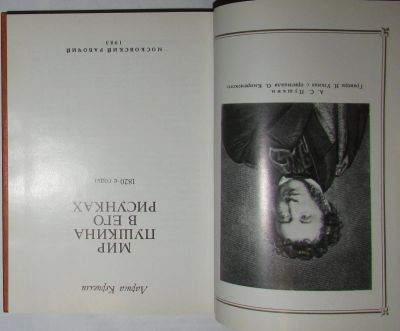 А. С. Пушкин.
Гравюра Н. Уткина с оригинала О. Кипренского
Лариса Керцелли
МИР
ПУШКИНА
В ЕГО
РИСУНКАХ
1820-е годы
МОСКОВСКИЙ РАБОЧИЙ
1983